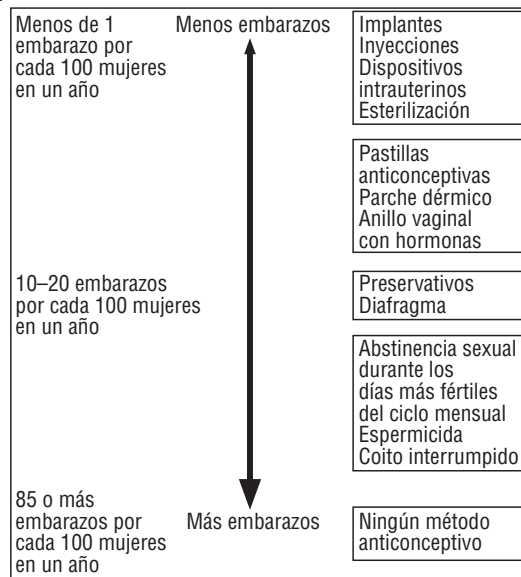 Menos de 1
embarazo por
cada 100 mujeres
en un año
Menos embarazos
Implantes
Inyecciones
Dispositivos
intrauterinos
Esterilización
Pastillas
anticonceptivas
Parche dérmico
Anillo vaginal
con hormonas
10–20 embarazos
por cada 100 mujeres
en un año
Preservativos
Diafragma
Abstinencia sexual
durante los
días más fértiles
del ciclo mensual
Espermicida
Coito interrumpido
85 o más
embarazos por
cada 100 mujeres
en un año
Más embarazos
Ningún método
anticonceptivo